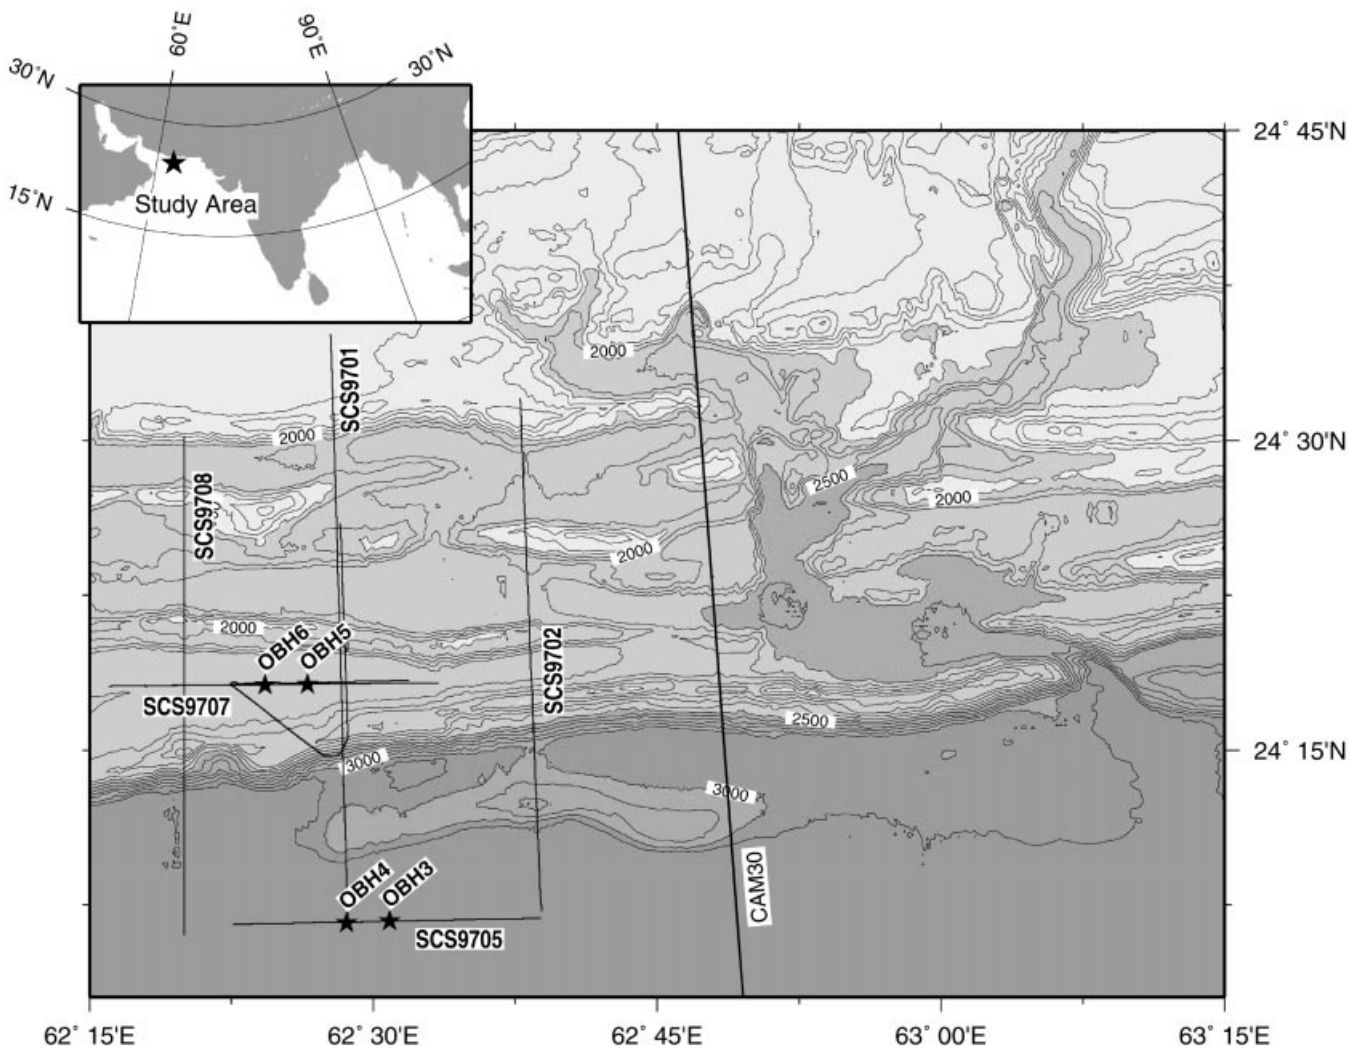 60°E
90°E
30°N
30°N
15°N
Study Area
24° 45'N
2000
SCS9701
2000
24° 30'N
2500
2000
SCS9708
2000
2000
OBH6
OBH5
SCS9702
SCS9707
2500
24° 15'N
3000
3000
OBH4
OBH3
CAM30
SCS9705
62° 15'E
62° 30'E
62° 45'E
63° 00'E
63° 15'E